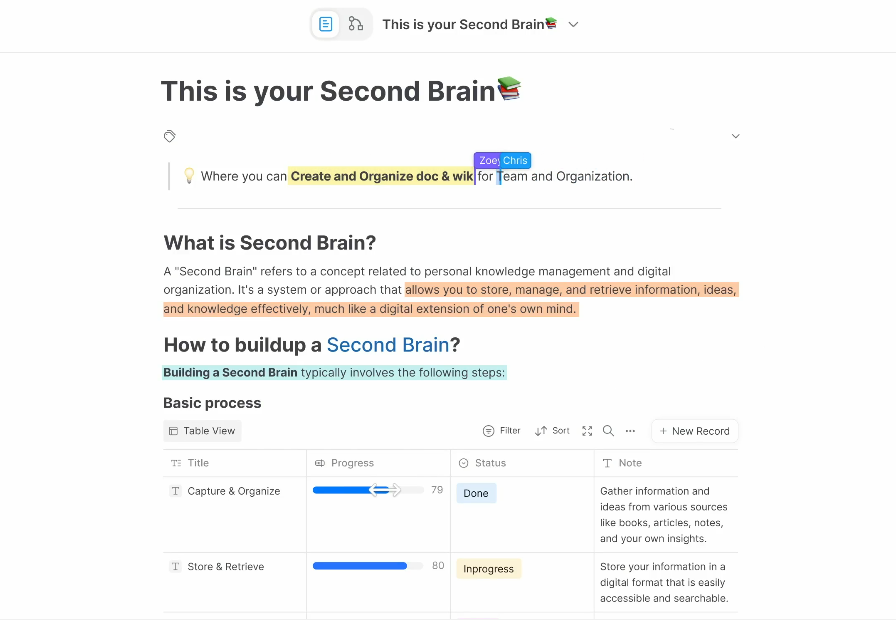 This is your Second Brain
This is your Second Brain
Zoey Chris
Where you can Create and Organize doc & wik for Team and Organization.
What is Second Brain?
A "Second Brain" refers to a concept related to personal knowledge management and digital
organization. It's a system or approach that allows you to store, manage, and retrieve information, ideas,
and knowledge effectively, much like a digital extension of one's own mind.
How to buildup a Second Brain?
Building a Second Brain typically involves the following steps:
Basic process
Table View Filter Sort + New Record
Title Progress Status Note
Capture & Organize 79 Done Gather information and
ideas from various sources
like books, articles, notes,
and your own insights.
Store & Retrieve 80 Inprogress Store your information in a
digital format that is easily
accessible and searchable.